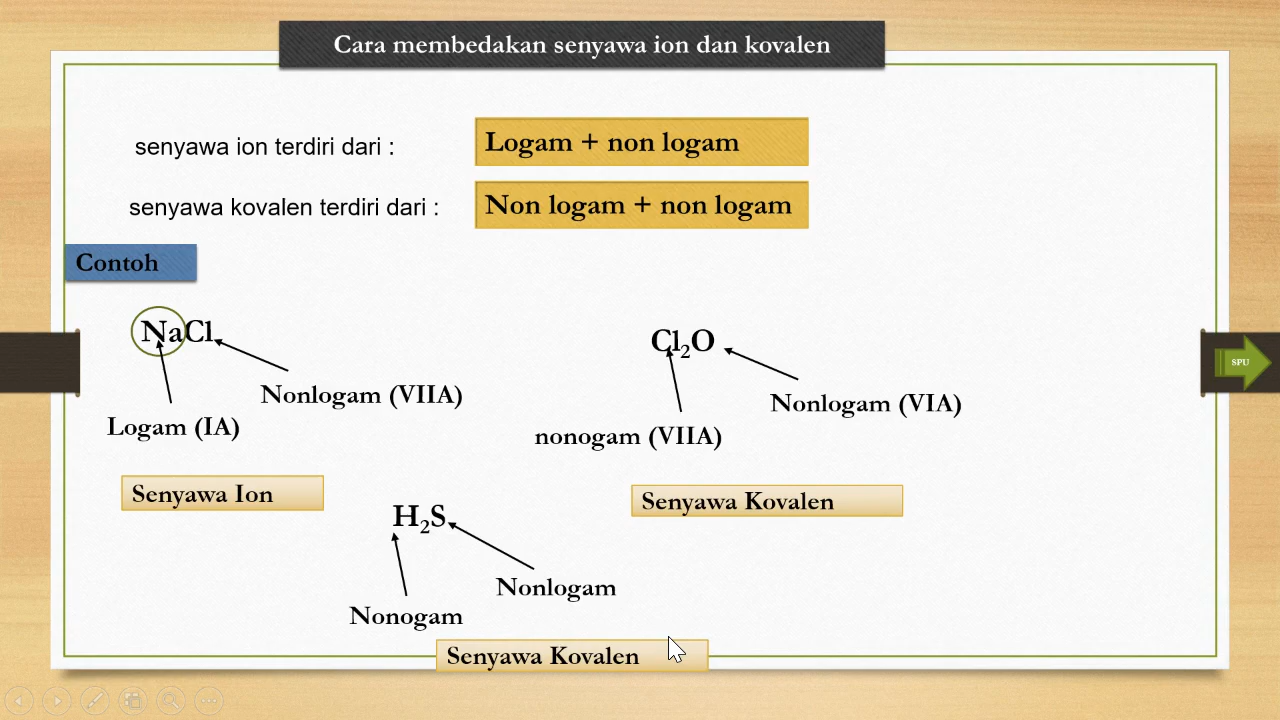 Cara membedakan senyawa ion dan kovalen
senyawa ion terdiri dari :
Logam + non logam
senyawa kovalen terdiri dari :
Non logam + non logam
Contoh
NaCl
Nonlogam (VIIA)
Logam (IA)
Senyawa Ion
Cl₂O
Nonlogam (VIA)
nonogam (VIIA)
Senyawa Kovalen
H₂S
Nonlogam
Nonogam
Senyawa Kovalen
SPU